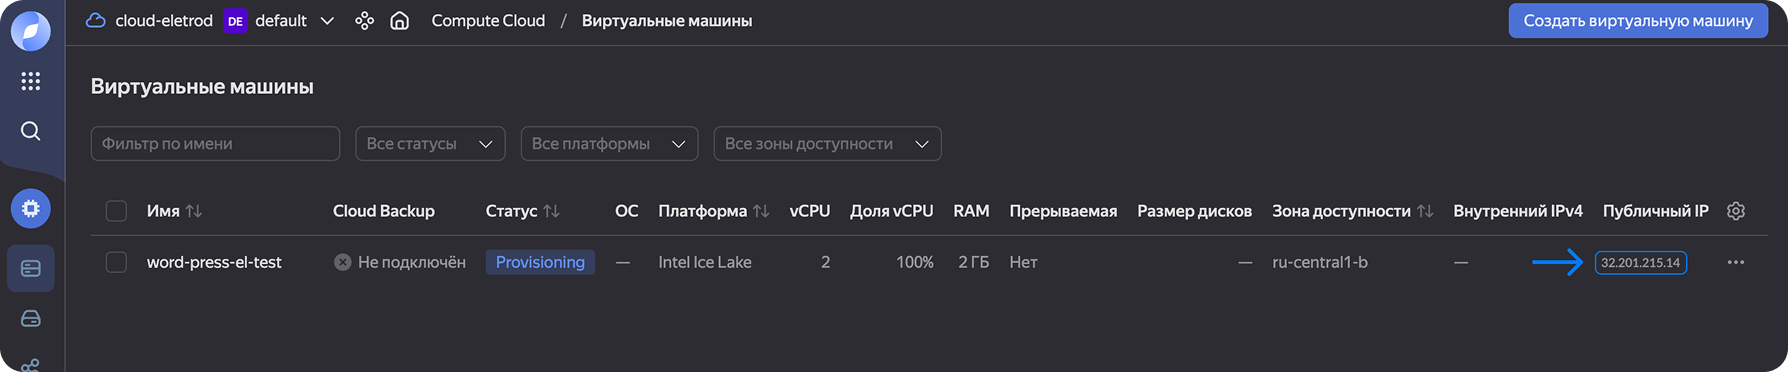 cloud-eletrod DE default Compute Cloud / Виртуальные машины Создать виртуальную машину
Виртуальные машины
Фильтр по имени Все статусы Все платформы Все зоны доступности
Имя Cloud Backup Статус ОС Платформа vCPU Доля vCPU RAM Прерываемая Размер дисков Зона доступности Внутренний IPv4 Публичный IP
word-press-el-test Не подключён Provisioning — Intel Ice Lake 2 100% 2 ГБ Нет — ru-central1-b — 32.201.215.14